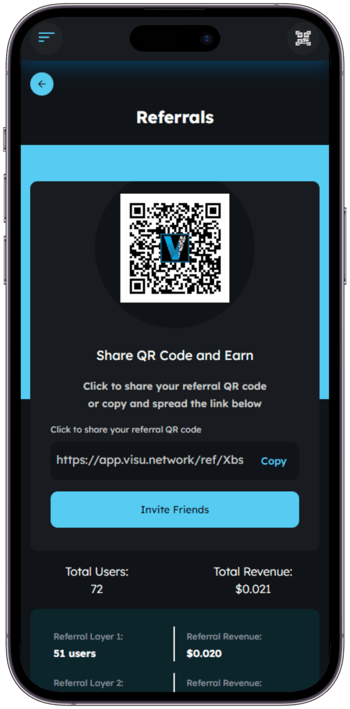 Referrals
V
Share QR Code and Earn
Click to share your referral QR code
or copy and spread the link below
Click to share your referral QR code
https://app.visu.network/ref/Xbs Copy
Invite Friends
Total Users: Total Revenue:
72 $0.021
Referral Layer 1: Referral Revenue:
51 users $0.020
Referral Layer 2: Referral Revenue: